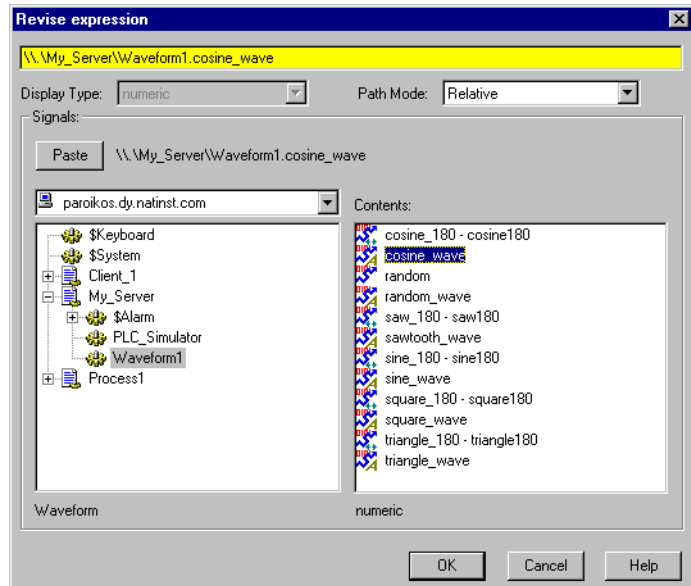 Revise expression
\\.\My_Server\Waveform1.cosine_wave
Display Type: numeric Path Mode: Relative
Signals:
Paste \\.\My_Server\Waveform1.cosine_wave
paroikos.dy.natinst.com
Contents:
$Keyboard
$System
Client_1
My_Server
$Alarm
PLC_Simulator
Waveform1
Process1
cosine_180 - cosine180
cosine_wave
random
random_wave
saw_180 - saw180
sawtooth_wave
sine_180 - sine180
sine_wave
square_180 - square180
square_wave
triangle_180 - triangle180
triangle_wave
Waveform
numeric
OK Cancel Help